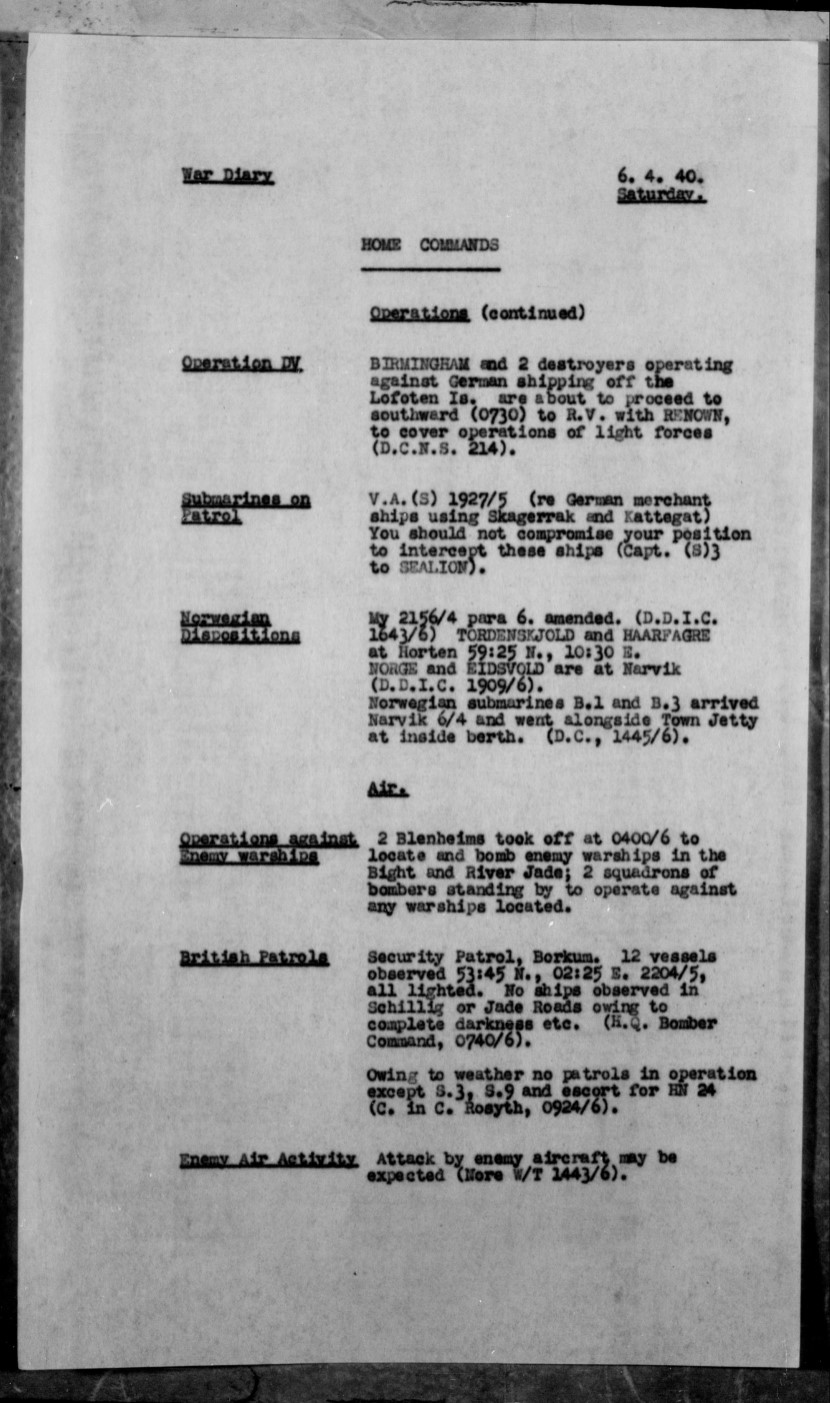 War Diary
6. 4. 40.
Saturday.
HOME COMMANDS
Operations (continued)
Operation DV.
BIRMINGHAM and 2 destroyers operating
against German shipping off the
Lofoten Is. are about to proceed to
southward (0730) to R.V. with RENOWN,
to cover operations of light forces
(D.C.N.S. 214).
Submarines on
Patrol
V.A.(S) 1927/5 (re German merchant
ships using Skagerrak and Kattegat)
You should not compromise your position
to intercept these ships (Capt. (S)3
to SEALION).
Norwegian
Dispositions
My 2156/4 para 6. amended. (D.D.I.C.
1643/6) TORDENSKJOLD and HAARFAGRE
at Horten 59:25 N., 10:30 E.
NORGE and EIDSVOLD are at Narvik
(D.D.I.C. 1909/6).
Norwegian submarines B.1 and B.3 arrived
Narvik 6/4 and went alongside Town Jetty
at inside berth. (D.C., 1445/6).
Air.
Operations against
Enemy warships
2 Blenheims took off at 0400/6 to
locate and bomb enemy warships in the
Bight and River Jade; 2 squadrons of
bombers standing by to operate against
any warships located.
British Patrols
Security Patrol, Borkum. 12 vessels
observed 53:45 N., 02:25 E. 2204/5,
all lighted. No ships observed in
Schillig or Jade Roads owing to
complete darkness etc. (H.Q. Bomber
Command, 0740/6).
Owing to weather no patrols in operation
except S.3, S.9 and escort for HN 24
(C. in C. Rosyth, 0924/6).
Enemy Air Activity
Attack by enemy aircraft may be
expected (Nore W/T 1443/6).